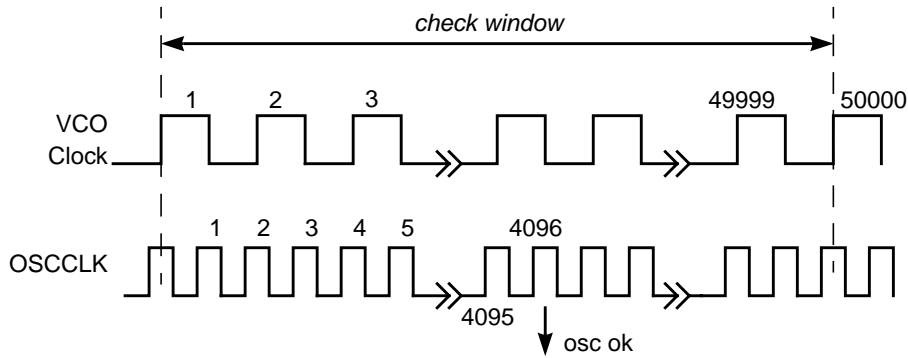 check window
1 2 3 49999 50000
VCO
Clock
1 2 3 4 5 4096
OSCCLK
4095
osc ok